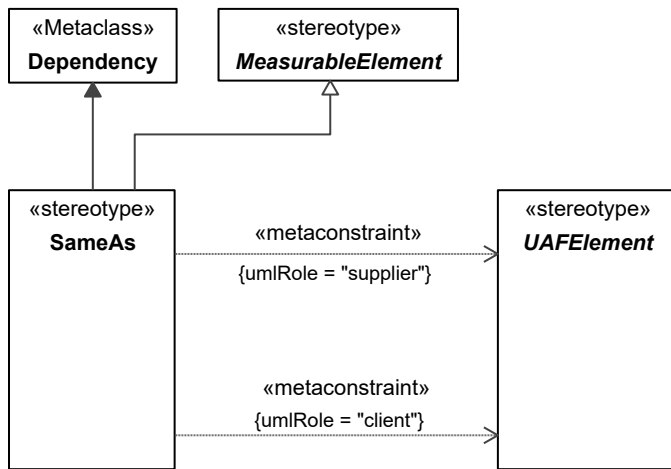 «Metaclass»
Dependency
«stereotype»
MeasurableElement
«stereotype»
SameAs
«metaconstraint»
{umlRole = "supplier"}
«stereotype»
UAFElement
«metaconstraint»
{umlRole = "client"}